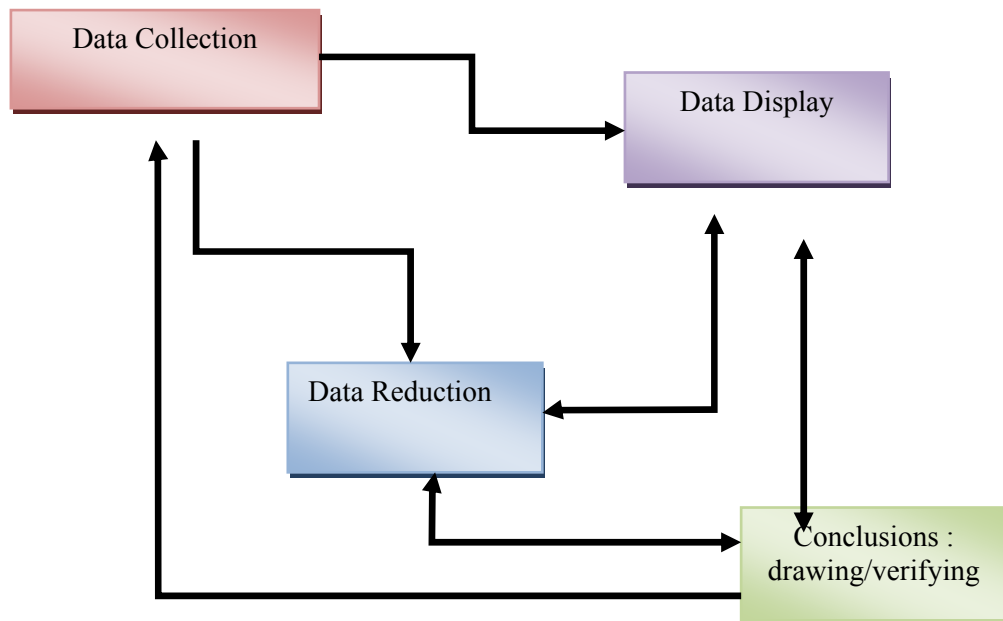 Data Collection
Data Display
Data Reduction
Conclusions :
drawing/verifying